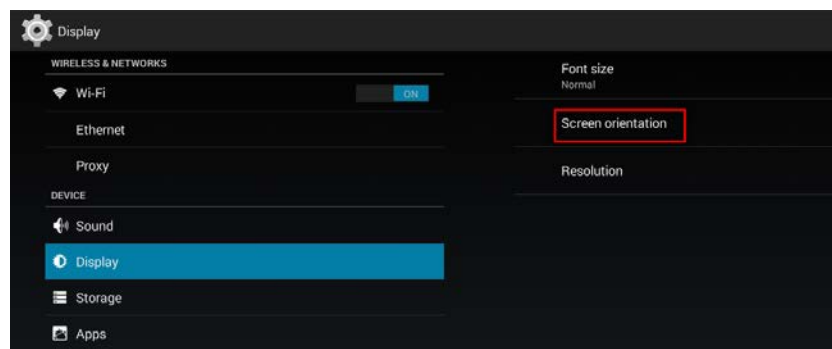 Display
WIRELESS & NETWORKS
Wi-Fi
ON
Ethernet
Proxy
DEVICE
Sound
Display
Storage
Apps
Font size
Normal
Screen orientation
Resolution